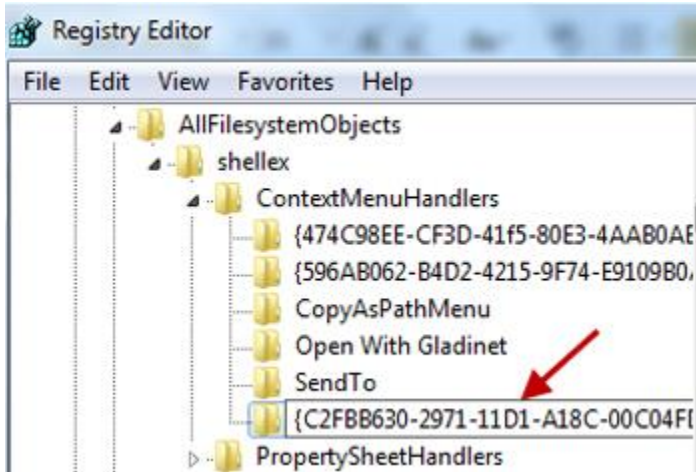 Registry Editor
File Edit View Favorites Help
AllFilesystemObjects
shellex
ContextMenuHandlers
{474C98EE-CF3D-41f5-80E3-4AAB0AE
{596AB062-B4D2-4215-9F74-E9109B0
CopyAsPathMenu
Open With Gladinet
SendTo
{C2FBB630-2971-11D1-A18C-00C04F
PropertySheetHandlers